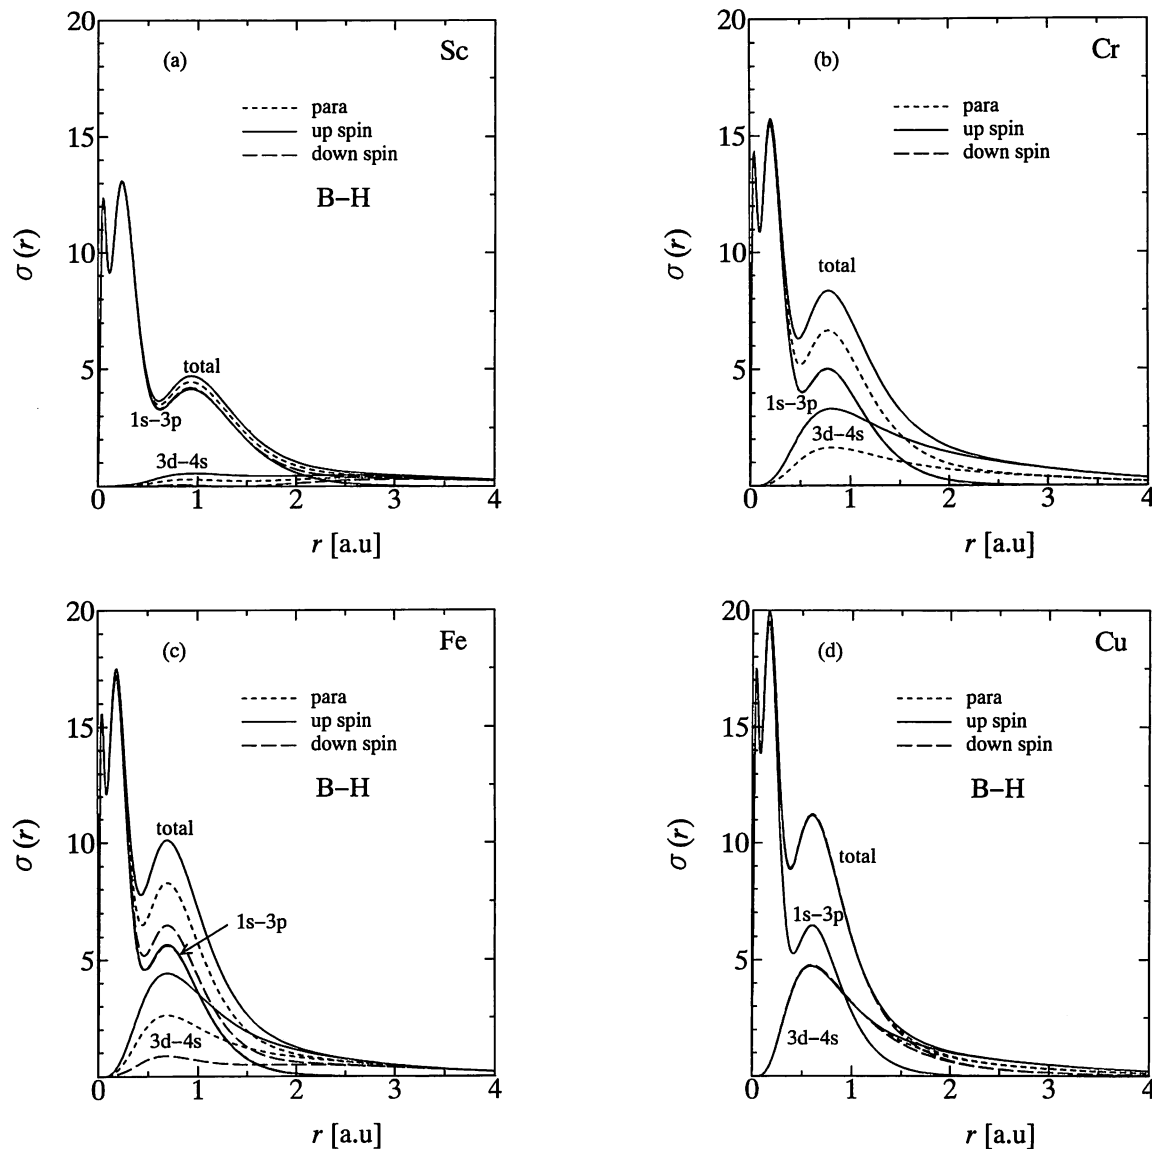 20
(a)
Sc
para
up spin
down spin
B–H
15
10
5
0
σ (r)
total
1s–3p
3d–4s
0
1
2
3
4
r [a.u]
20
(b)
Cr
para
up spin
down spin
15
10
5
0
σ (r)
total
1s–3p
3d–4s
0
1
2
3
4
r [a.u]
20
(c)
Fe
para
up spin
down spin
B–H
15
10
5
0
σ (r)
total
1s–3p
3d–4s
0
1
2
3
4
r [a.u]
20
(d)
Cu
para
up spin
down spin
B–H
15
10
5
0
σ (r)
total
1s–3p
3d–4s
0
1
2
3
4
r [a.u]